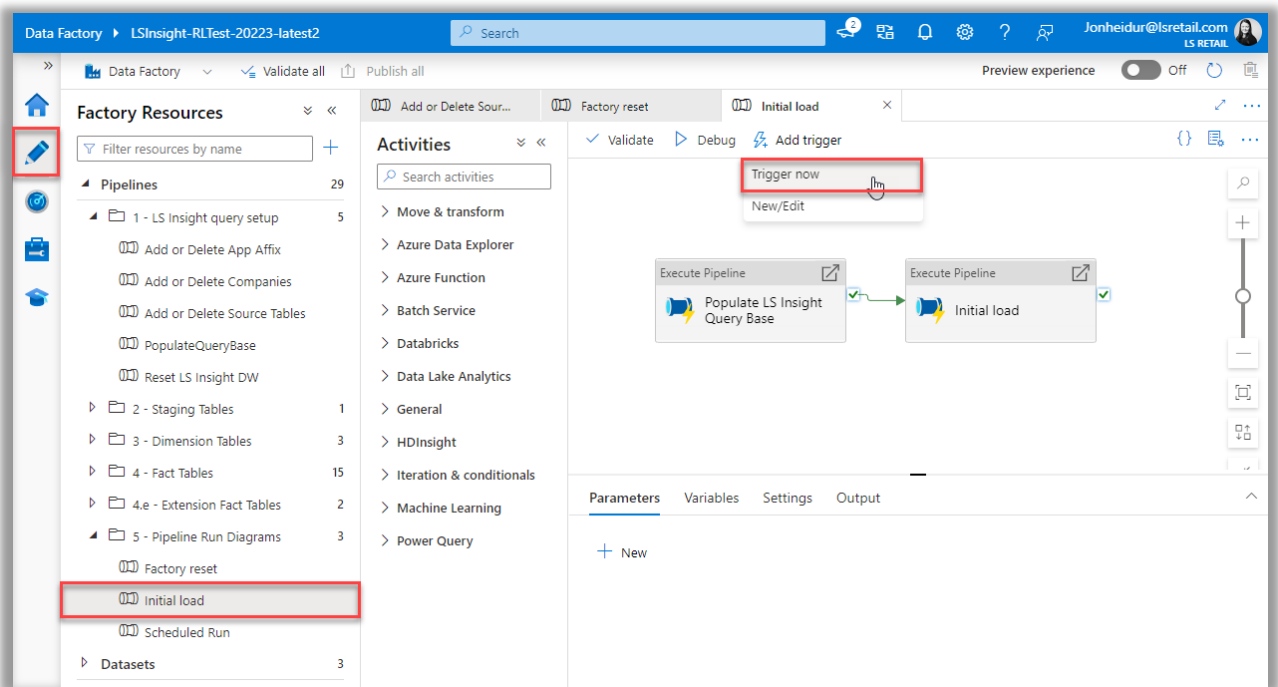 Data Factory
LSInsight-RLTest-20223-latest2
Search
2
?
Jonheidur@lsretail.com
LS RETAIL
»
Data Factory
Validate all
Publish all
Preview experience
Off
Factory Resources
Filter resources by name
Pipelines 29
1 - LS Insight query setup 5
Add or Delete App Affix
Add or Delete Companies
Add or Delete Source Tables
PopulateQueryBase
Reset LS Insight DW
2 - Staging Tables 1
3 - Dimension Tables 3
4 - Fact Tables 15
4.e - Extension Fact Tables 2
5 - Pipeline Run Diagrams 3
Factory reset
Initial load
Scheduled Run
Datasets 3
Add or Delete Sour...
Factory reset
Initial load
Activities
Search activities
Move & transform
Azure Data Explorer
Azure Function
Batch Service
Databricks
Data Lake Analytics
General
HDInsight
Iteration & conditionals
Machine Learning
Power Query
Validate
Debug
Add trigger
Trigger now
New/Edit
Execute Pipeline
Populate LS Insight
Query Base
Execute Pipeline
Initial load
Parameters
Variables
Settings
Output
New